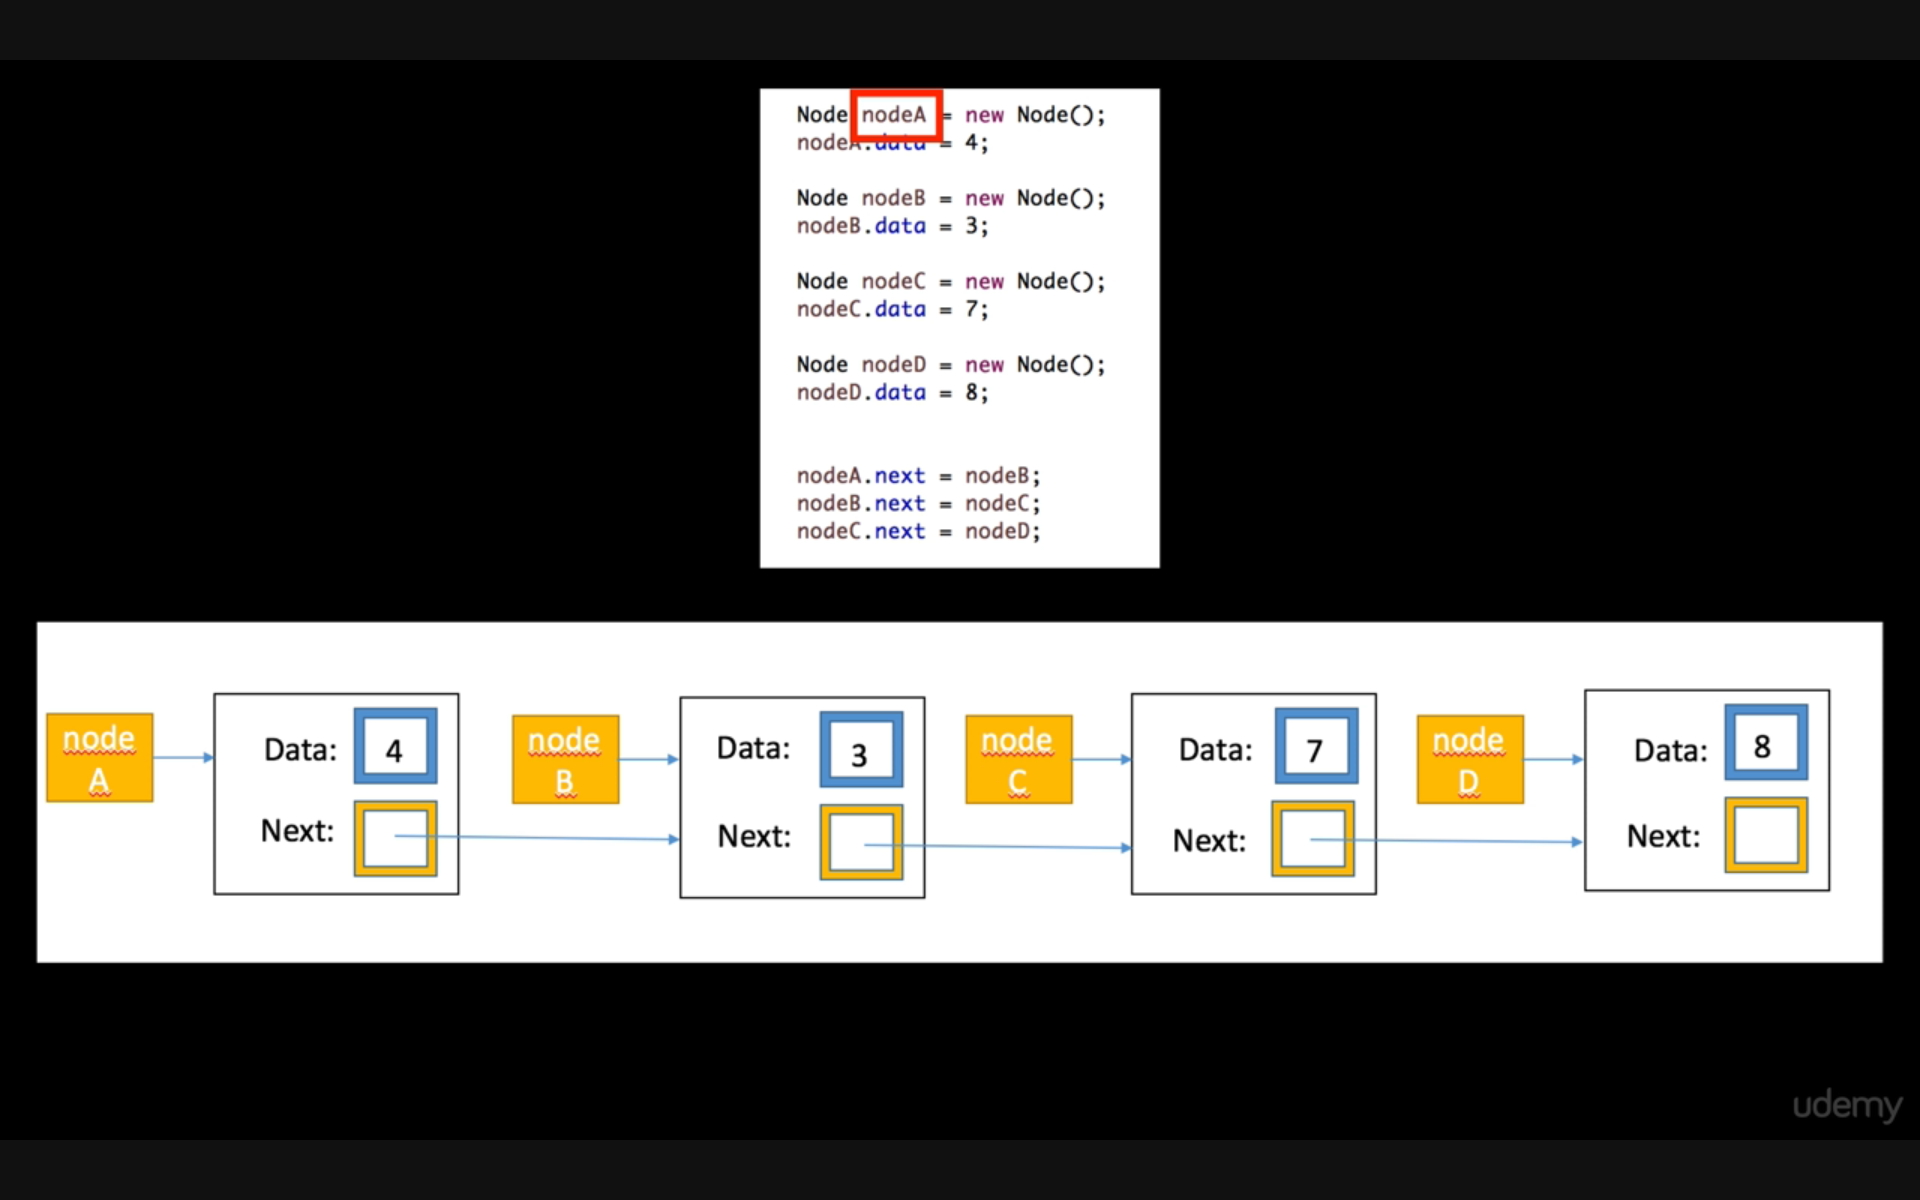 Node nodeA = new Node();
nodeA.data = 4;
Node nodeB = new Node();
nodeB.data = 3;
Node nodeC = new Node();
nodeC.data = 7;
Node nodeD = new Node();
nodeD.data = 8;
nodeA.next = nodeB;
nodeB.next = nodeC;
nodeC.next = nodeD;
node
A
Data: 4
Next:
node
B
Data: 3
Next:
node
C
Data: 7
Next:
node
D
Data: 8
Next:
udemy